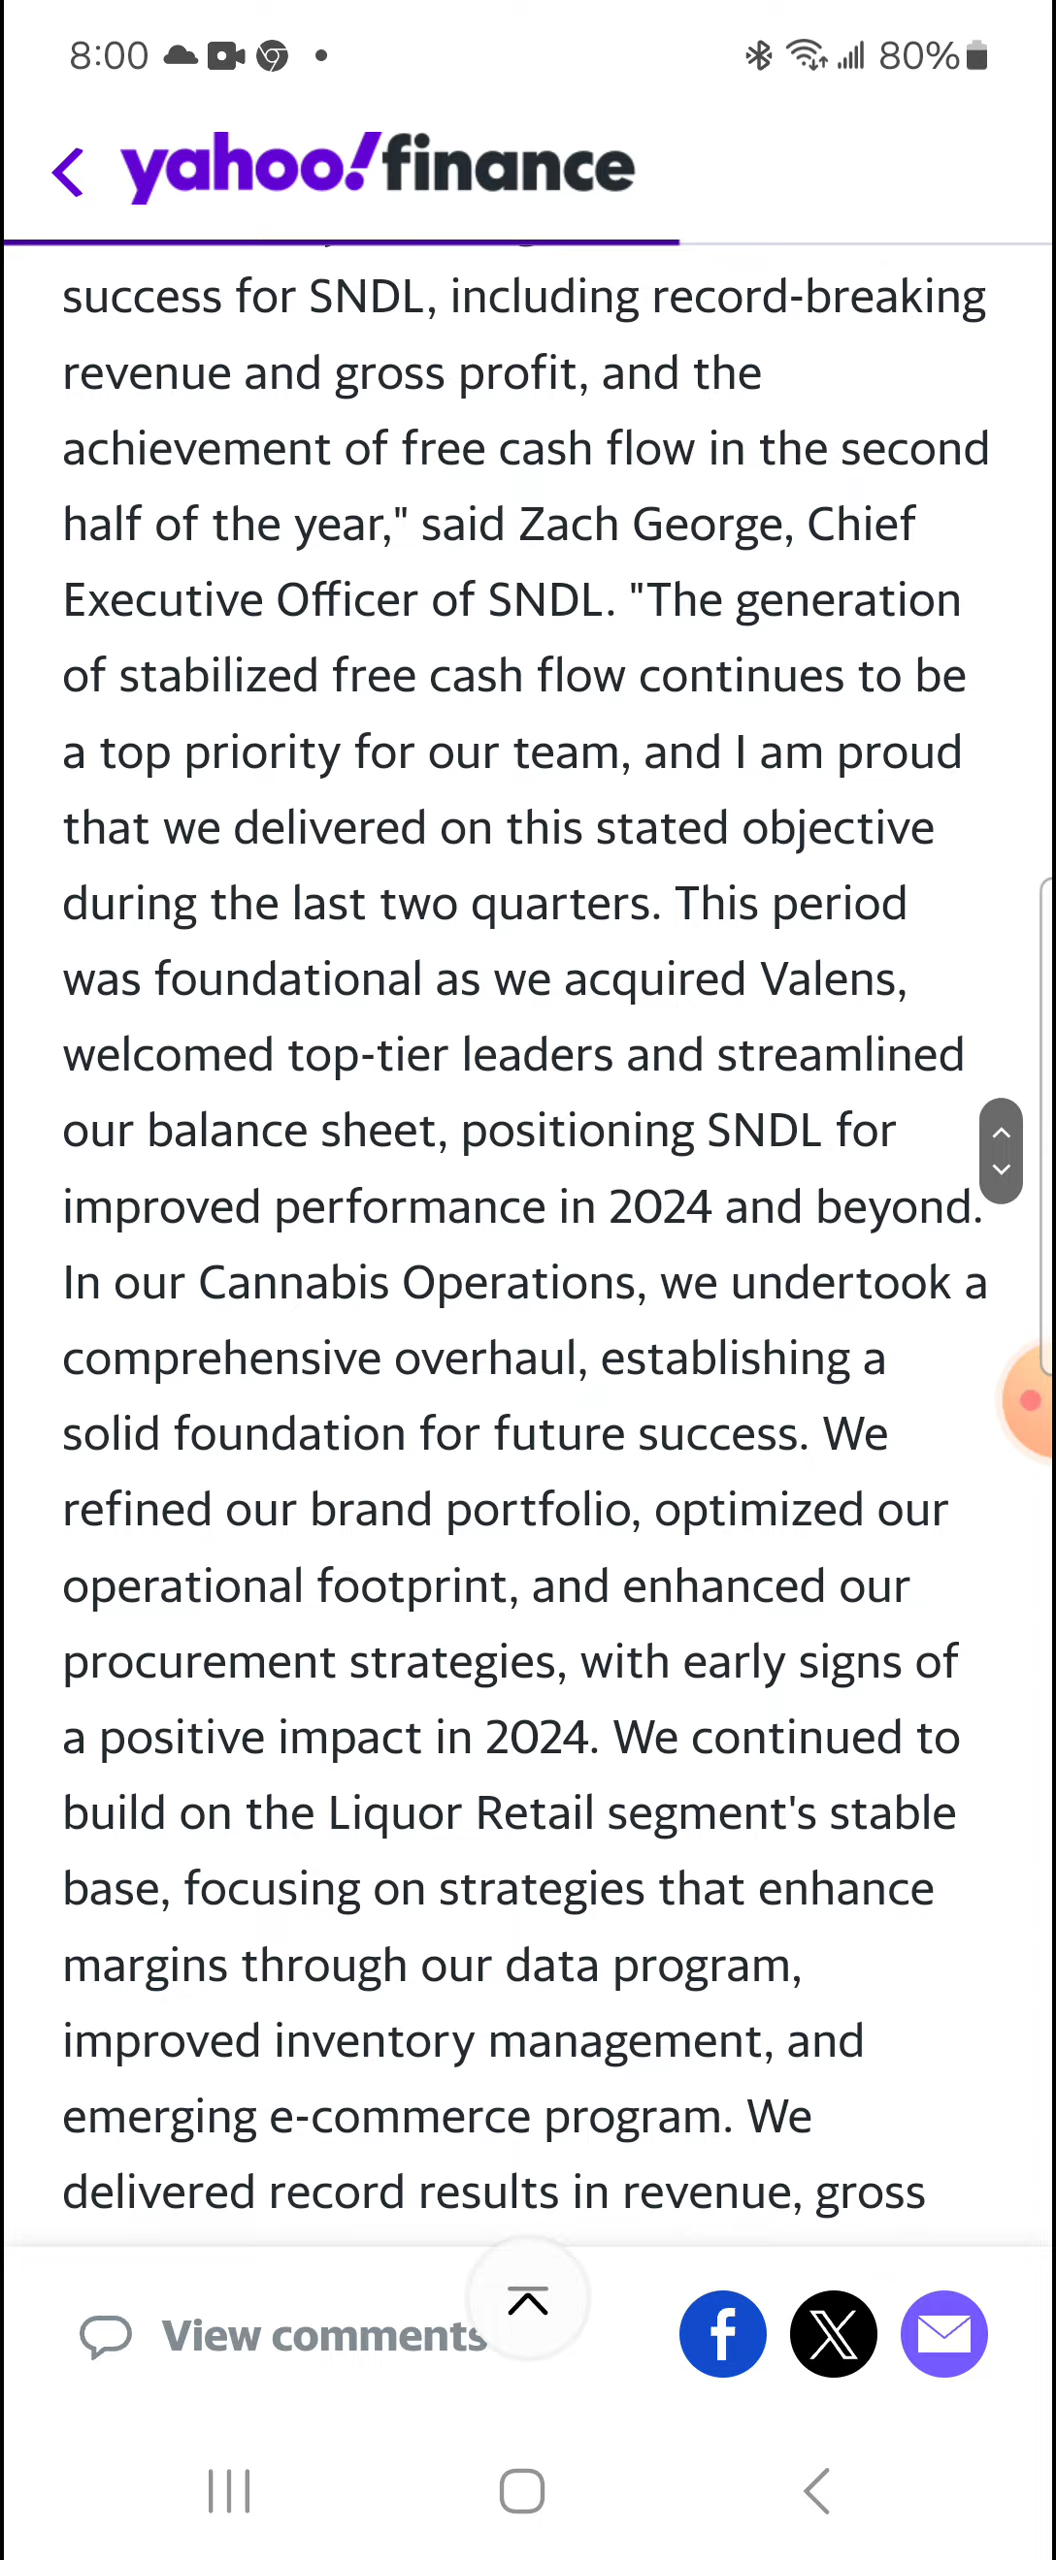 8:00
80%
yahoo!finance
success for SNDL, including record-breaking
revenue and gross profit, and the
achievement of free cash flow in the second
half of the year," said Zach George, Chief
Executive Officer of SNDL. "The generation
of stabilized free cash flow continues to be
a top priority for our team, and I am proud
that we delivered on this stated objective
during the last two quarters. This period
was foundational as we acquired Valens,
welcomed top-tier leaders and streamlined
our balance sheet, positioning SNDL for
improved performance in 2024 and beyond.
In our Cannabis Operations, we undertook a
comprehensive overhaul, establishing a
solid foundation for future success. We
refined our brand portfolio, optimized our
operational footprint, and enhanced our
procurement strategies, with early signs of
a positive impact in 2024. We continued to
build on the Liquor Retail segment's stable
base, focusing on strategies that enhance
margins through our data program,
improved inventory management, and
emerging e-commerce program. We
delivered record results in revenue, gross
View comments